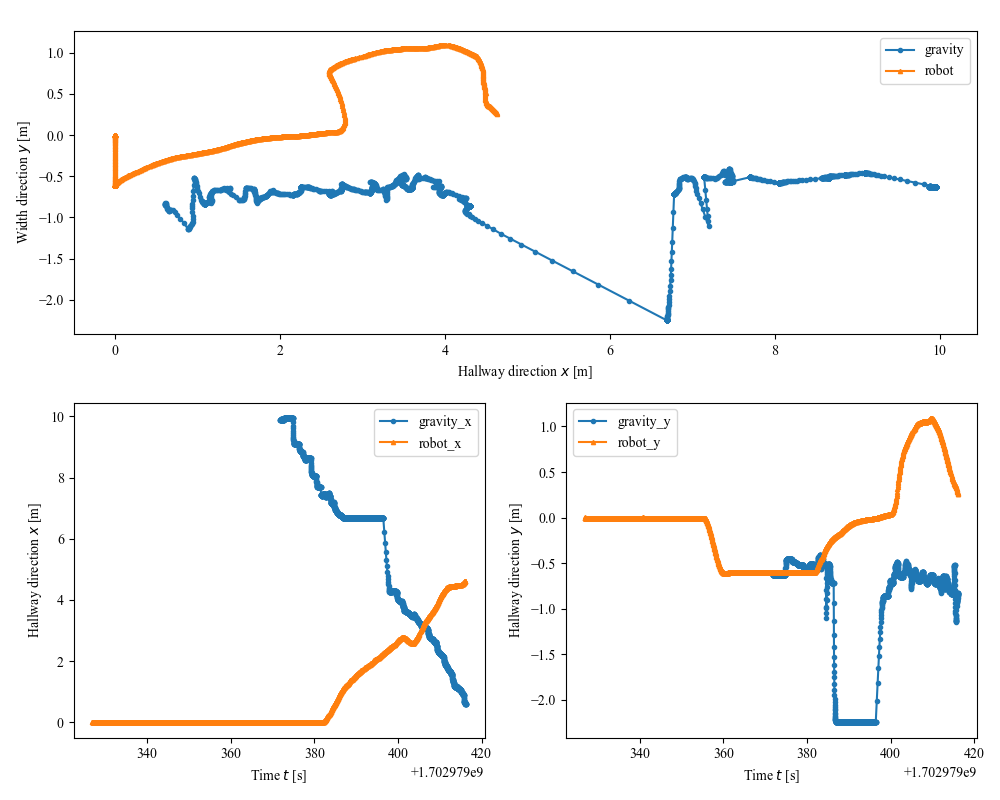 1.0
0.5
0.0
−0.5
−1.0
−1.5
−2.0
Width direction y [m]
gravity
robot
0 2 4 6 8 10
Hallway direction x [m]
10
8
6
4
2
0
Hallway direction x [m]
gravity_x
robot_x
340 360 380 400 420
Time t [s]
+1.702979e9
1.0
0.5
0.0
−0.5
−1.0
−1.5
−2.0
Hallway direction y [m]
gravity_y
robot_y
340 360 380 400 420
Time t [s]
+1.702979e9